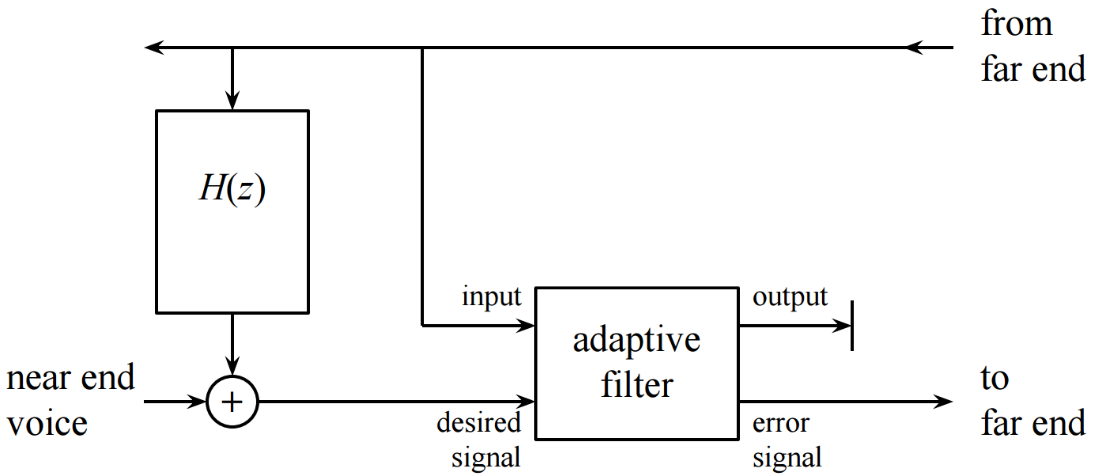 from
far end
H(z)
input
output
adaptive
filter
near end
voice
+
desired
signal
error
signal
to
far end